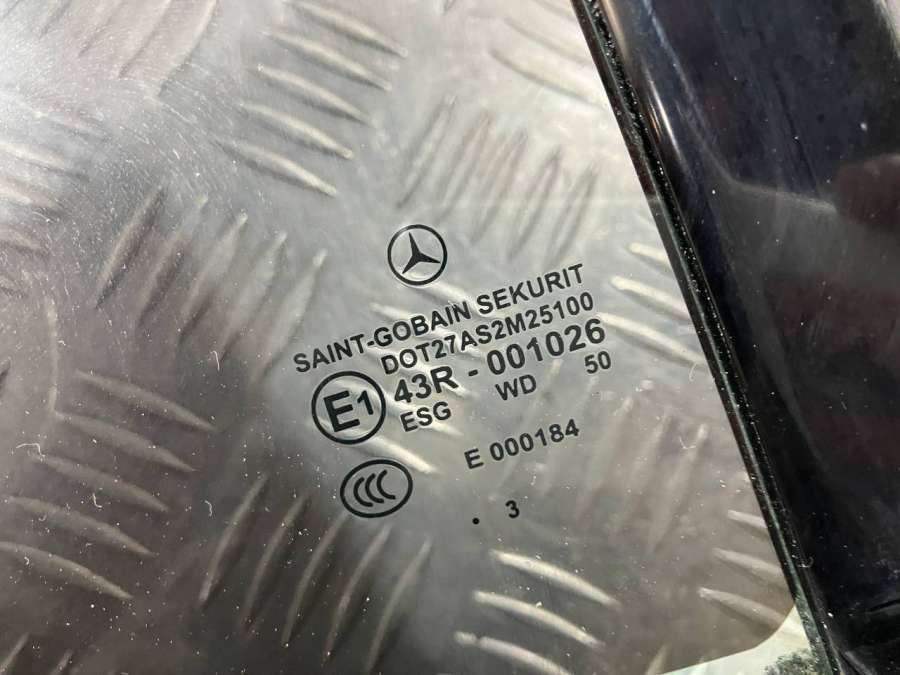 SAINT-GOBAIN SEKURIT
DOT27AS2M25100
E1 43R - 001026
ESG WD 50
E 000184
CCC
. 3